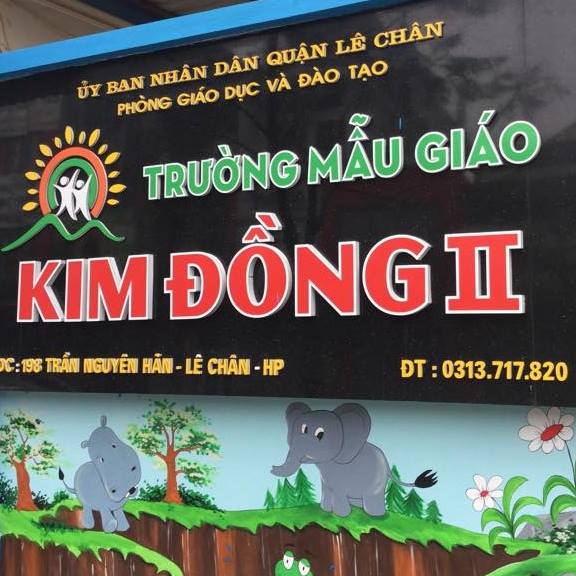 ỦY BAN NHÂN DÂN QUẬN LÊ CHÂN
PHÒNG GIÁO DỤC VÀ ĐÀO TẠO
TRƯỜNG MẪU GIÁO
KIM ĐỒNG II
ĐC : 198 TRẦN NGUYÊN HÃN - LÊ CHÂN - HP
ĐT : 0313.717.820